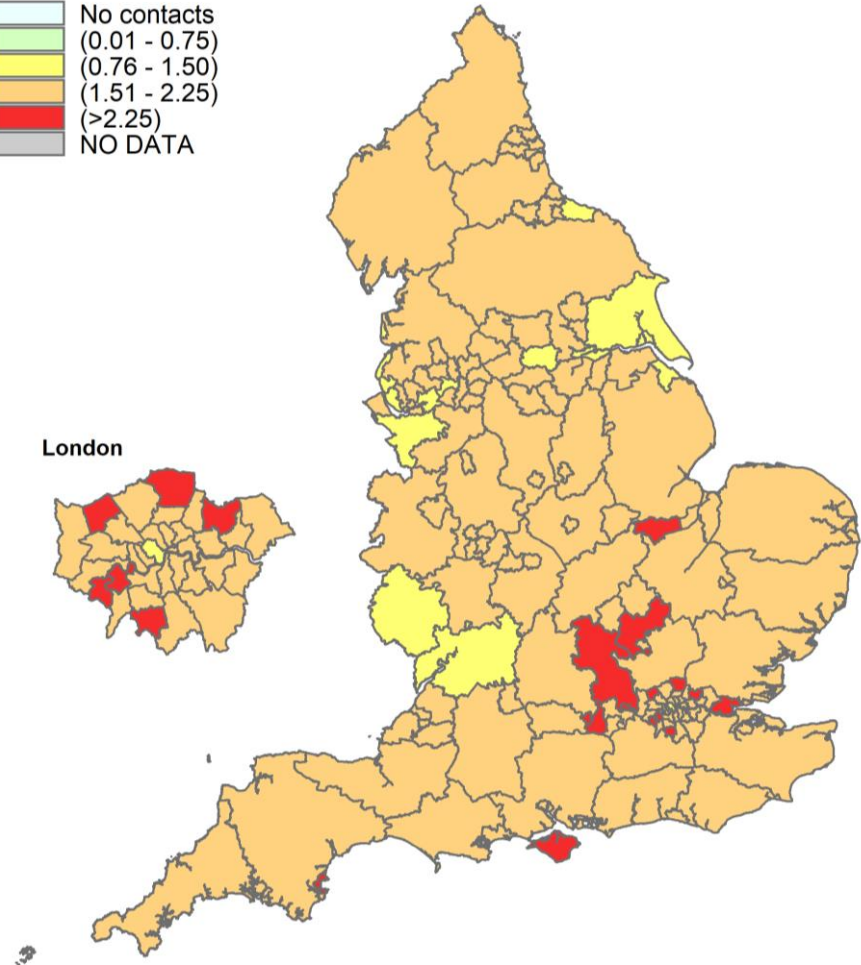 No contacts
(0.01 - 0.75)
(0.76 - 1.50)
(1.51 - 2.25)
(>2.25)
NO DATA
London